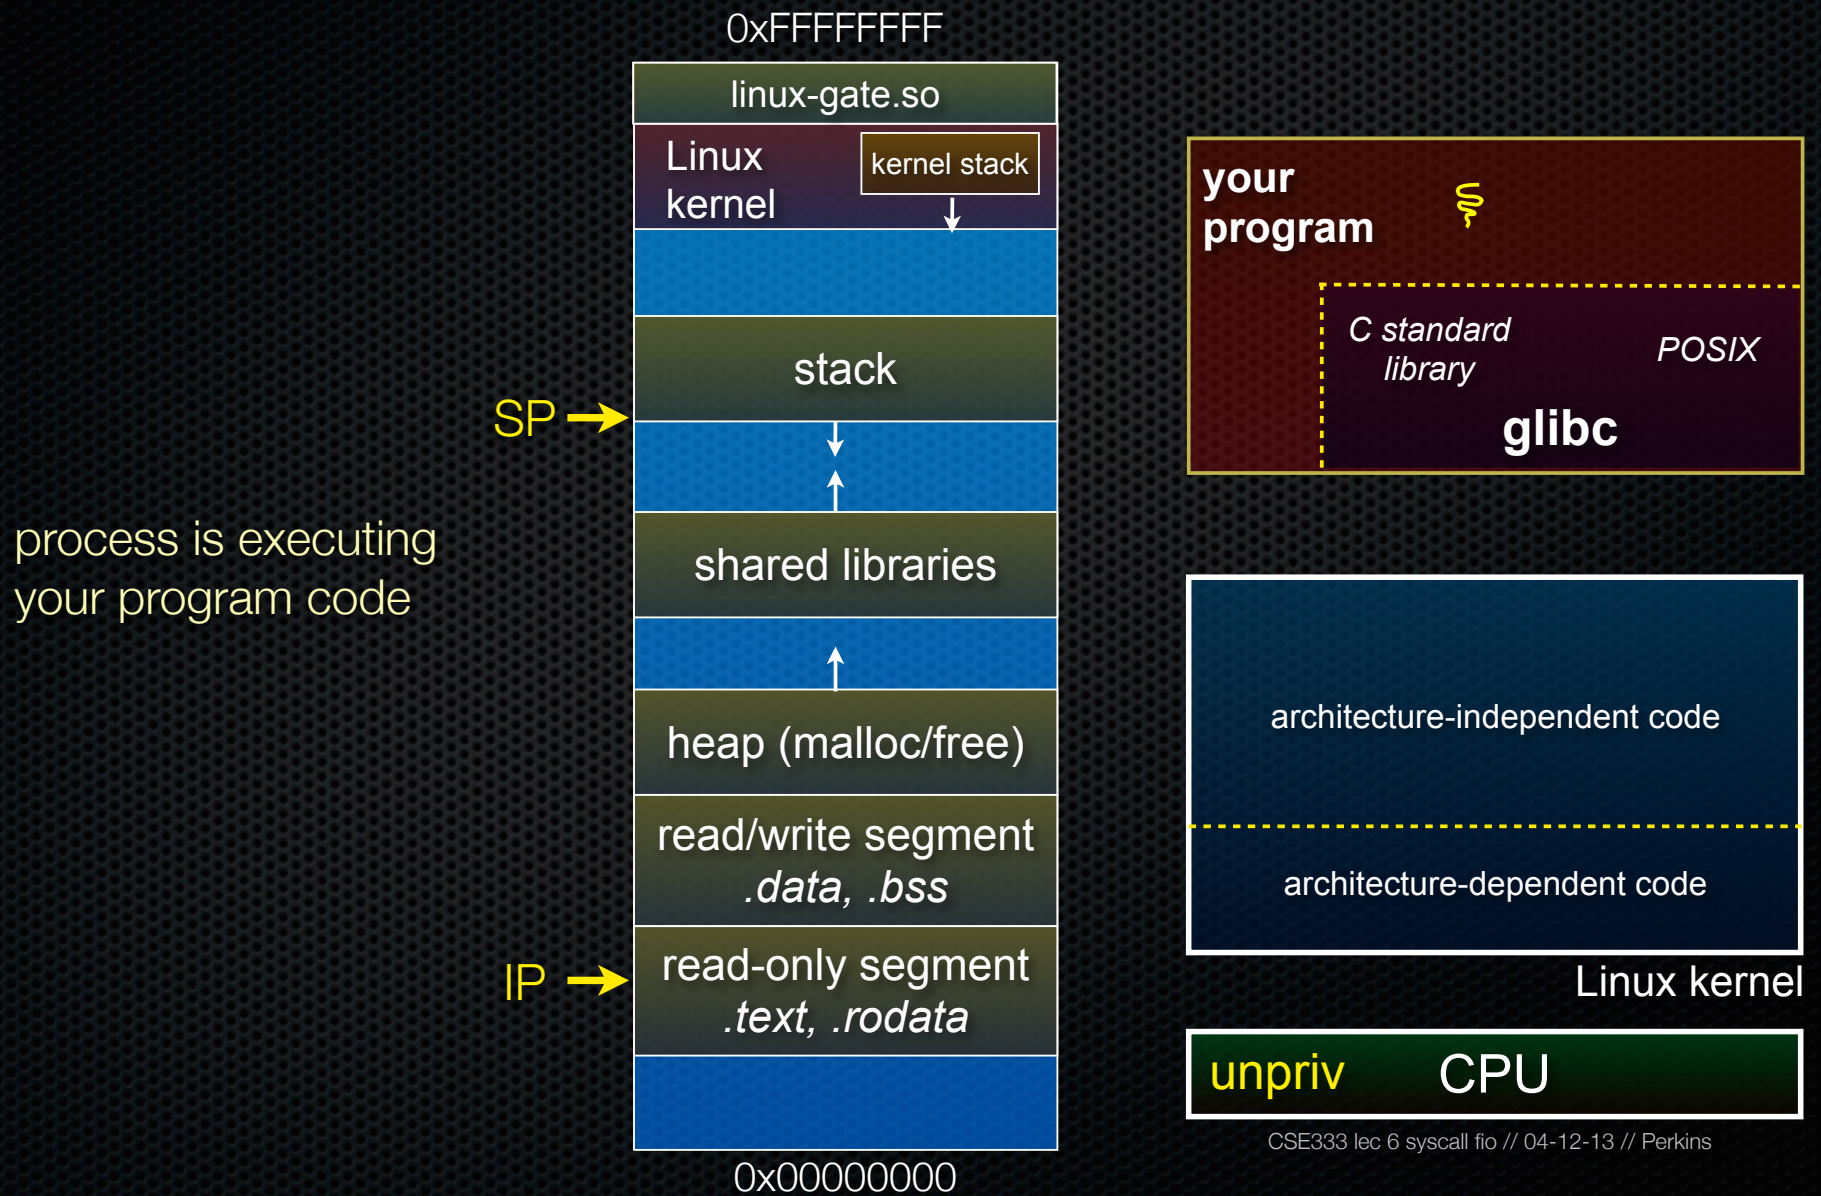 0xFFFFFFFF
linux-gate.so
Linux
kernel
kernel stack
stack
SP
shared libraries
process is executing
your program code
heap (malloc/free)
read/write segment
.data, .bss
IP
read-only segment
.text, .rodata
0x00000000
your
program
C standard
library
POSIX
glibc
architecture-independent code
architecture-dependent code
Linux kernel
unpriv CPU
CSE333 lec 6 syscall fio // 04-12-13 // Perkins